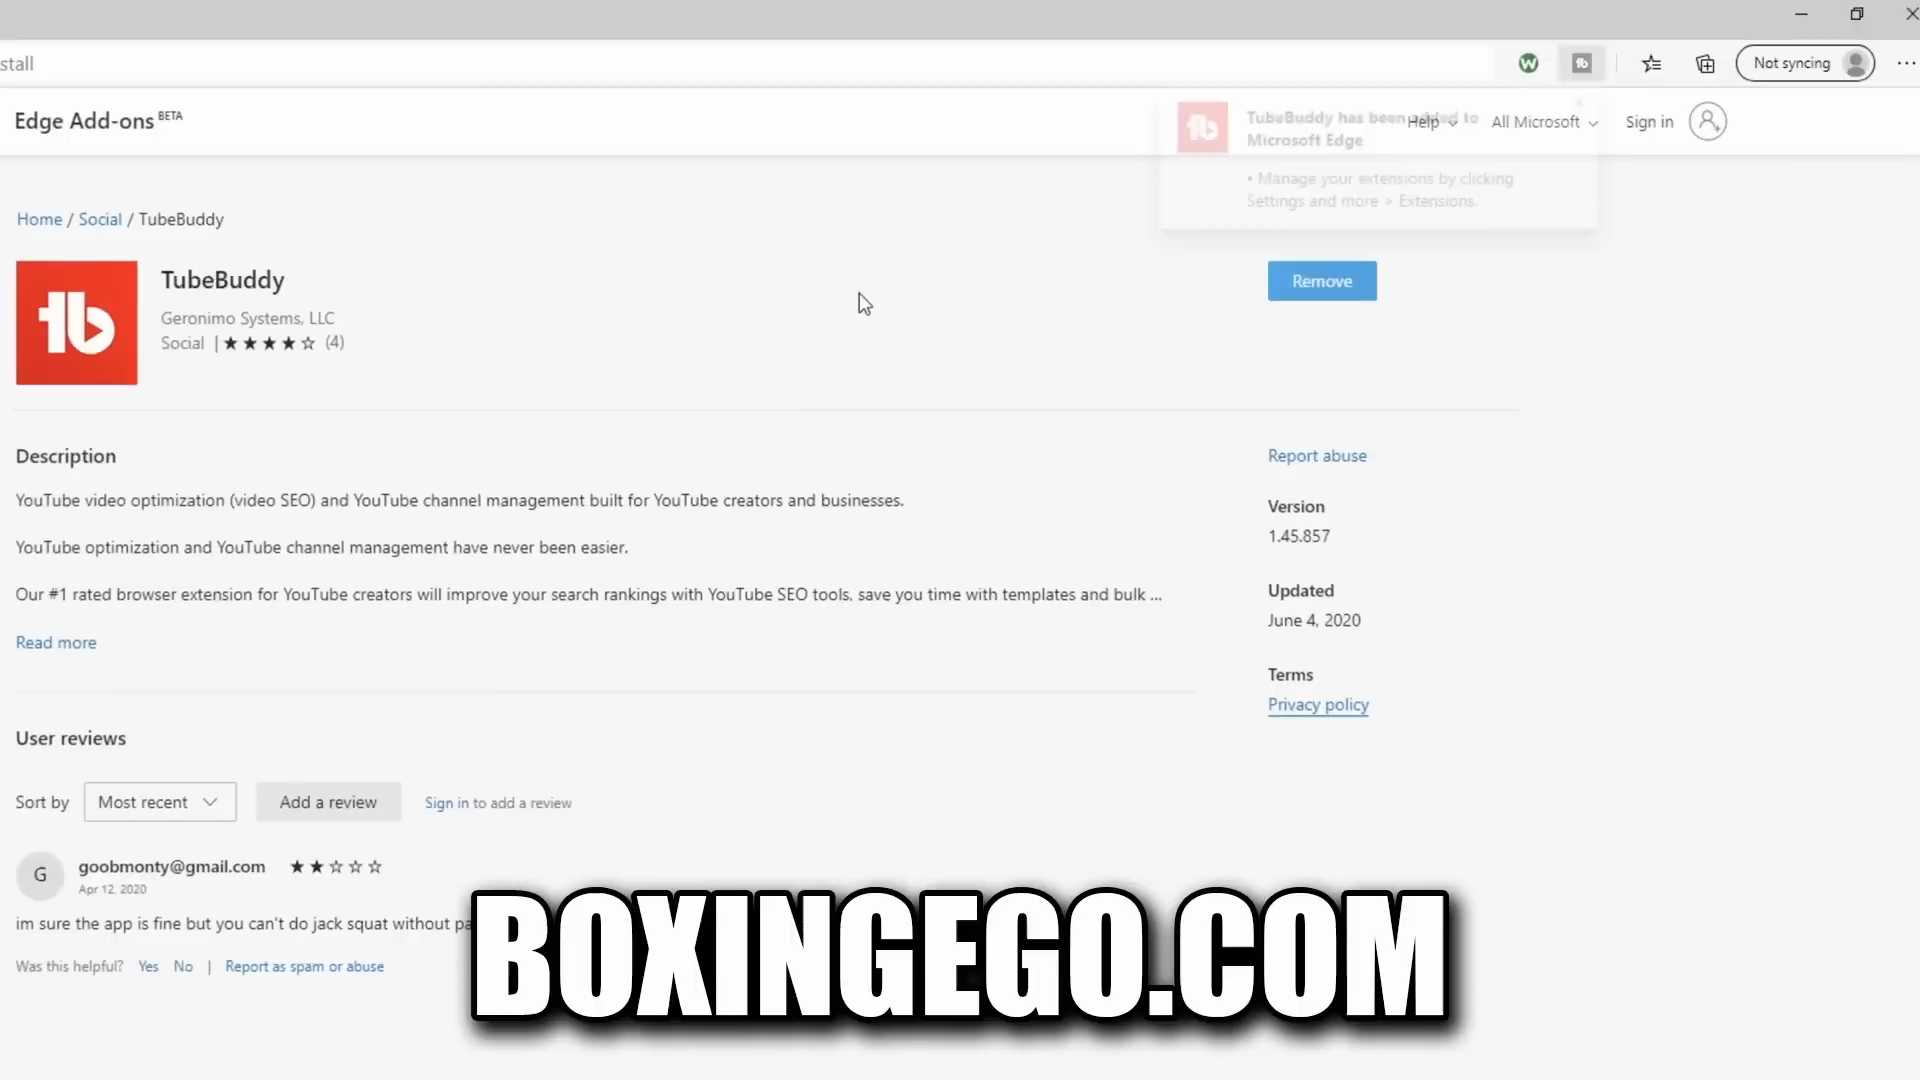 stall
Not syncing
Edge Add-ons BETA
TubeBuddy has been added to
Microsoft Edge
• Manage your extensions by clicking
Settings and more > Extensions.
Help
All Microsoft
Sign in
Home / Social / TubeBuddy
TubeBuddy
Geronimo Systems, LLC
Social | ★★★★☆ (4)
Remove
Description
YouTube video optimization (video SEO) and YouTube channel management built for YouTube creators and businesses.
YouTube optimization and YouTube channel management have never been easier.
Our #1 rated browser extension for YouTube creators will improve your search rankings with YouTube SEO tools, save you time with templates and bulk ...
Read more
Report abuse
Version
1.45.857
Updated
June 4, 2020
Terms
Privacy policy
User reviews
Sort by
Most recent
Add a review
Sign in to add a review
G
goobmonty@gmail.com ★★☆☆☆
Apr 12, 2020
im sure the app is fine but you can't do jack squat without pa
Was this helpful? Yes No | Report as spam or abuse
BOXINGEGO.COM